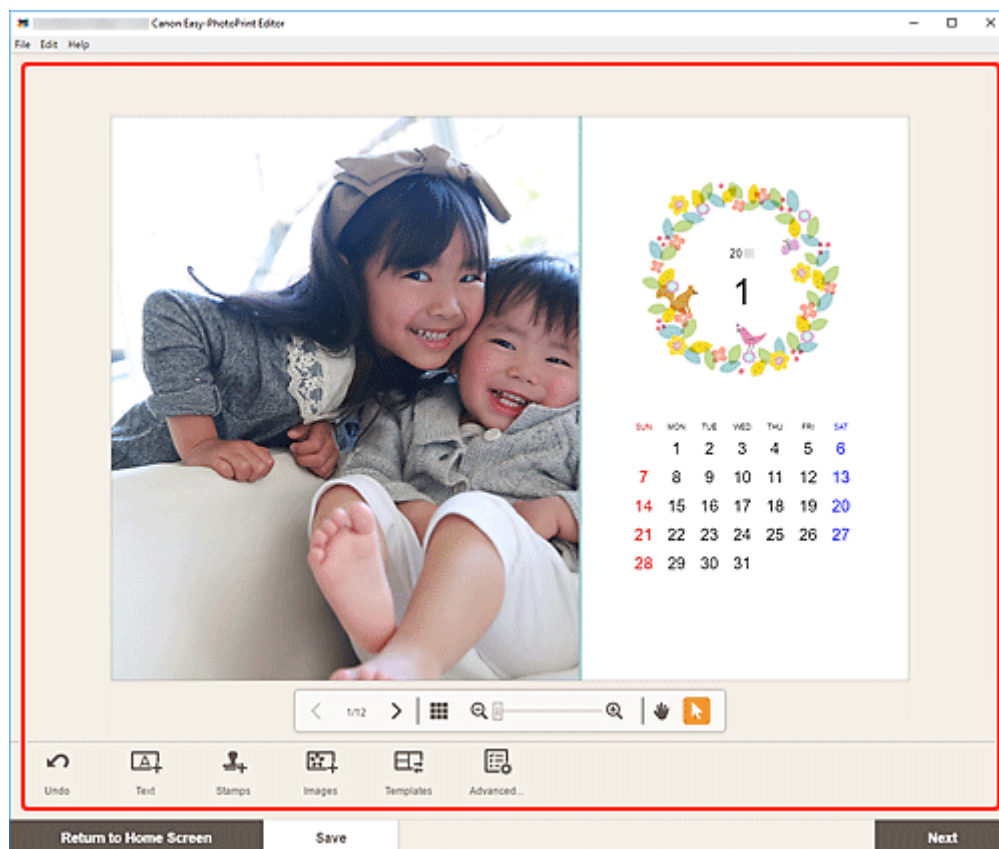 Canon Easy-PhotoPrint Editor
File Edit Help
20
1
SUN MON TUE WED THU FRI SAT
1 2 3 4 5 6
7 8 9 10 11 12 13
14 15 16 17 18 19 20
21 22 23 24 25 26 27
28 29 30 31
1/12
Undo Text Stamps Images Templates Advanced...
Return to Home Screen Save Next